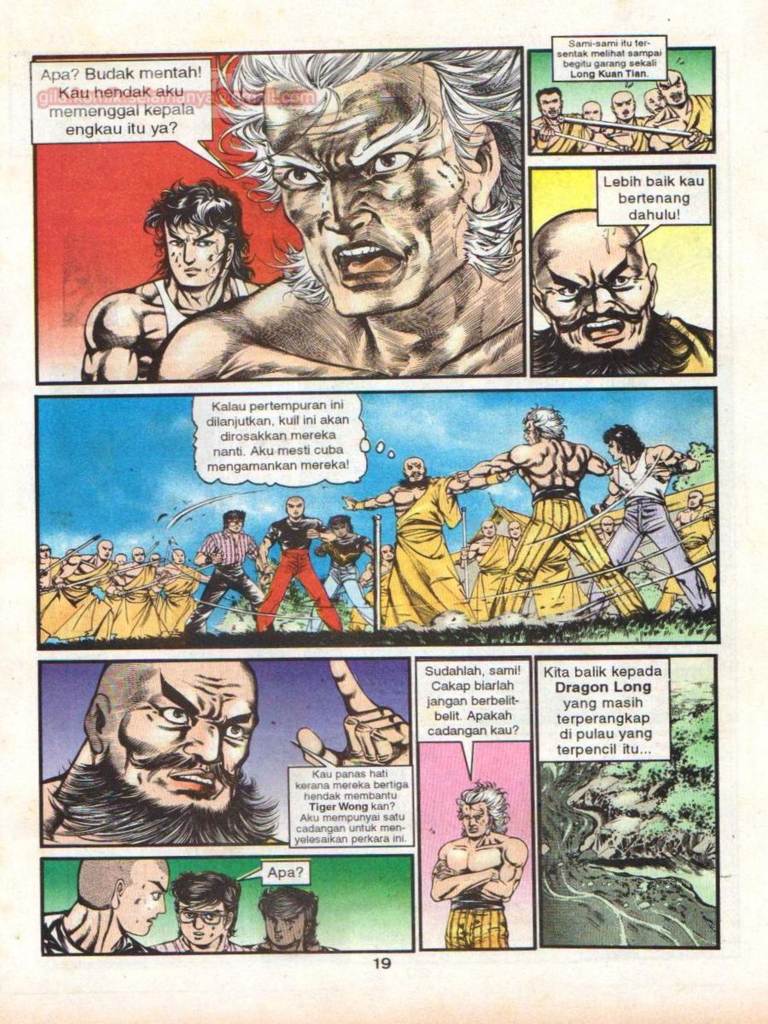 Apa? Budak mentah!
Kau hendak aku
memenggal kepala
engkau itu ya?
Sami-sami itu ter-
sentak melihat sampai
begitu garang sekali
Long Kuan Tian.
Lebih baik kau
bertenang
dahulu!
Kalau pertempuran ini
dilanjutkan, kuil ini akan
dirosakkan mereka
nanti. Aku mesti cuba
mengamankan mereka!
Kau panas hati
kerana mereka bertiga
hendak membantu
Tiger Wong kan?
Aku mempunyai satu
cadangan untuk men-
yelesaikan perkara ini.
Apa?
Sudahlah, sami!
Cakap biarlah
jangan berbelit-
belit. Apakah
cadangan kau?
Kita balik kepada
Dragon Long
yang masih
terperangkap
di pulau yang
terpencil itu...
19